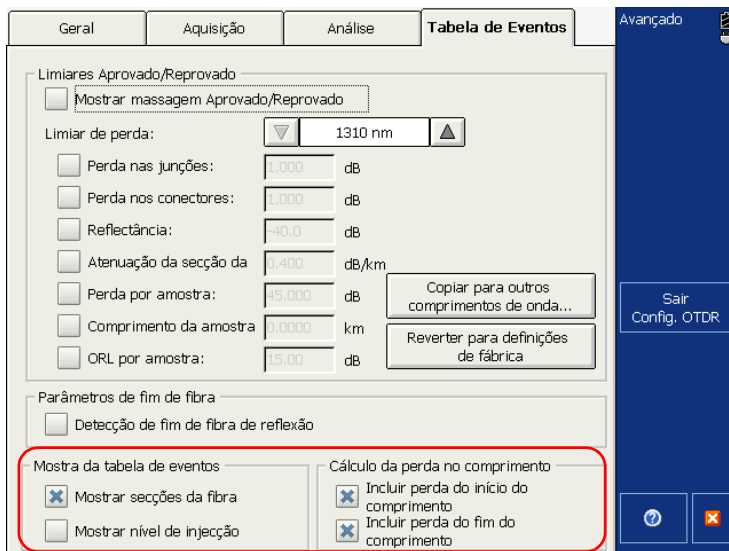 Geral
Aquisição
Análise
Tabela de Eventos
Avançado
Limiares Aprovado/Reprovado
Mostrar massagem Aprovado/Reprovado
Limiar de perda:
1310 nm
Perda nas junções:
1.000
dB
Perda nos conectores:
1.000
dB
Reflectância:
-40.0
dB
Atenuação da secção da
0.400
dB/km
Perda por amostra:
45.000
dB
Comprimento da amostra
0.0000
km
ORL por amostra:
15.00
dB
Copiar para outros
comprimentos de onda...
Reverter para definições
de fábrica
Sair
Config. OTDR
Parâmetros de fim de fibra
Detecção de fim de fibra de reflexão
Mostra da tabela de eventos
Mostrar secções da fibra
Mostrar nível de injecção
Cálculo da perda no comprimento
Incluir perda do início do
comprimento
Incluir perda do fim do
comprimento